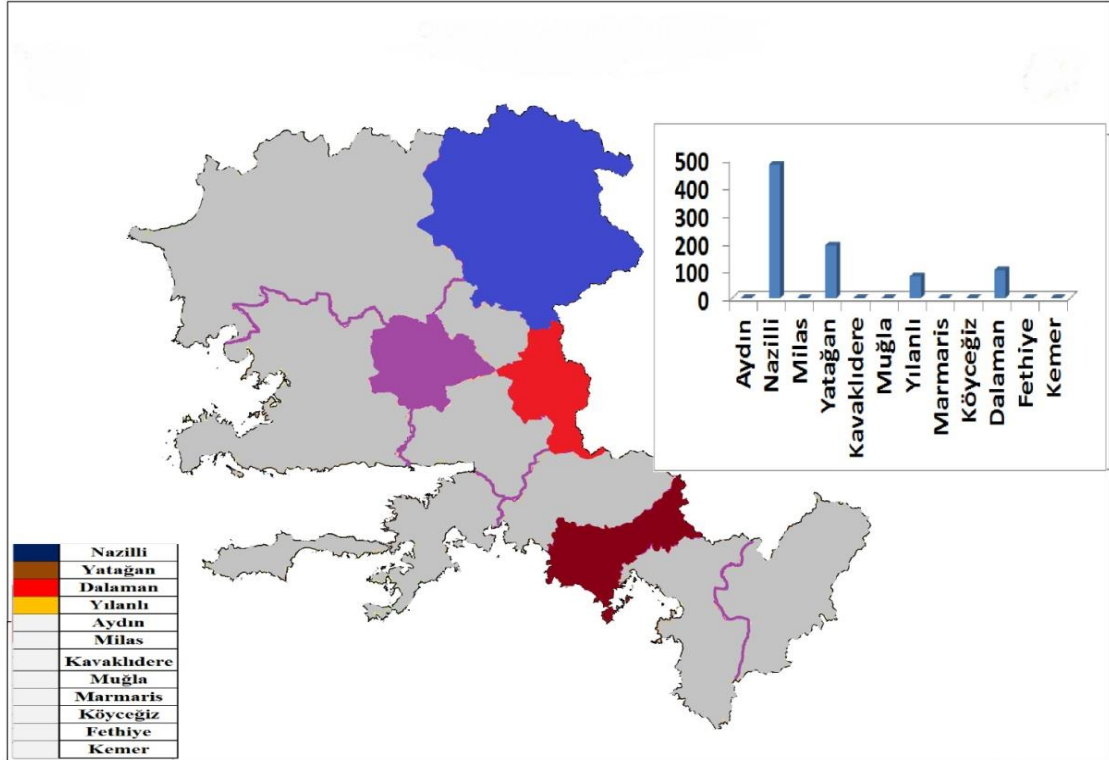 500
400
300
200
100
0
Aydın
Nazilli
Milas
Yatağan
Kavaklıdere
Muğla
Yılanlı
Marmaris
Köyceğiz
Dalaman
Fethiye
Kemer
Nazilli
Yatağan
Dalaman
Yılanlı
Aydın
Milas
Kavaklıdere
Muğla
Marmaris
Köyceğiz
Fethiye
Kemer